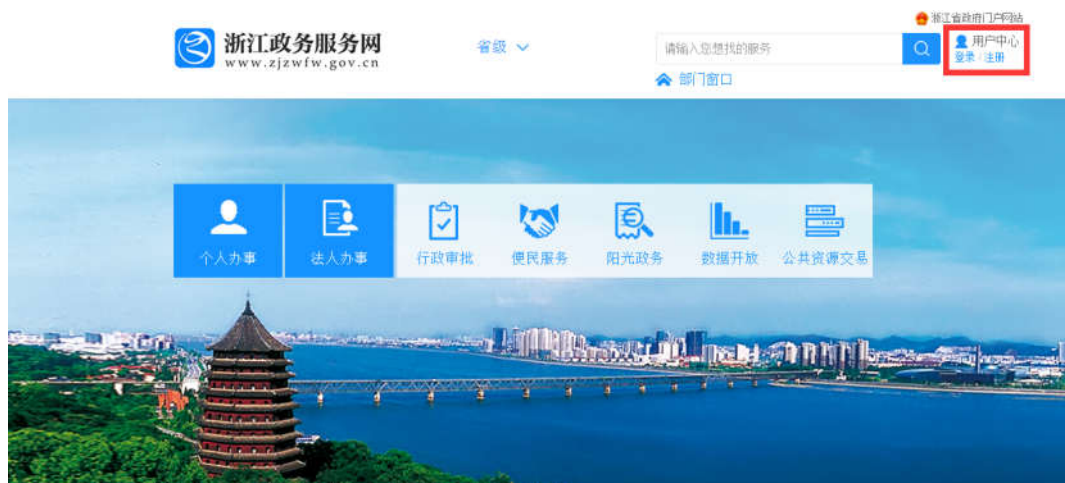 浙江省政府门户网站
浙江政务服务网
www.zjzwfw.gov.cn
省级
请输入您想找的服务
用户中心
登录 / 注册
部门窗口
个人办事
法人办事
行政审批
便民服务
阳光政务
数据开放
公共资源交易